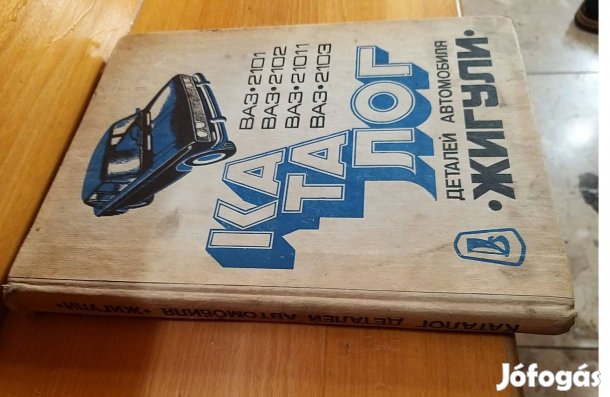 ВАЗ•2101
ВАЗ•2102
ВАЗ•21011
ВАЗ•2103
КА
ТА
ЛОГ
ДЕТАЛЕЙ АВТОМОБИЛЯ
•ЖИГУЛИ•
КАТАЛОГ ДЕТАЛЕЙ АВТОМОБИЛЯ •ЖИГУЛИ•
Jófogás